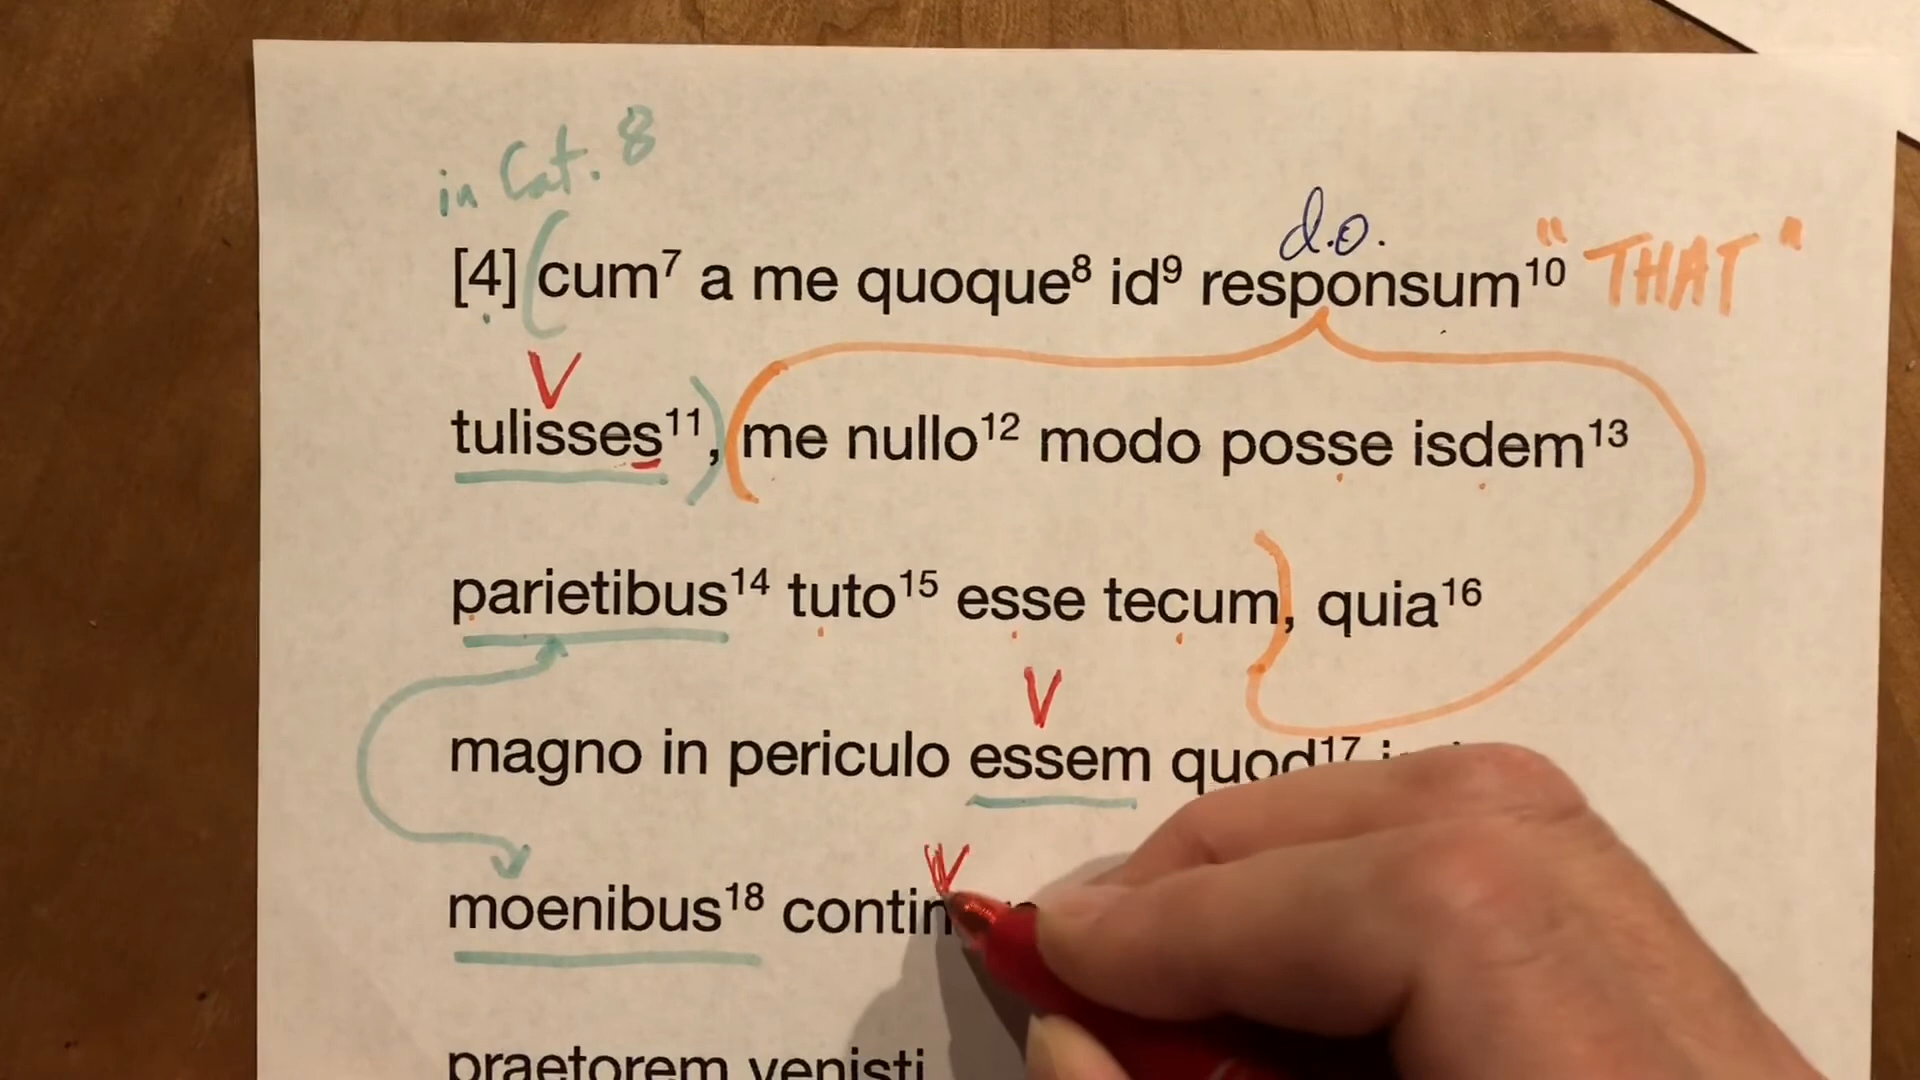 in Cat. 8
d.o.
"THAT"
[4] cum⁷ a me quoque⁸ id⁹ responsum¹⁰
V
tulisses¹¹, me nullo¹² modo posse isdem¹³
parietibus¹⁴ tuto¹⁵ esse tecum, quia¹⁶
V
magno in periculo essem quod¹⁷
V
moenibus¹⁸
praetorem venisti